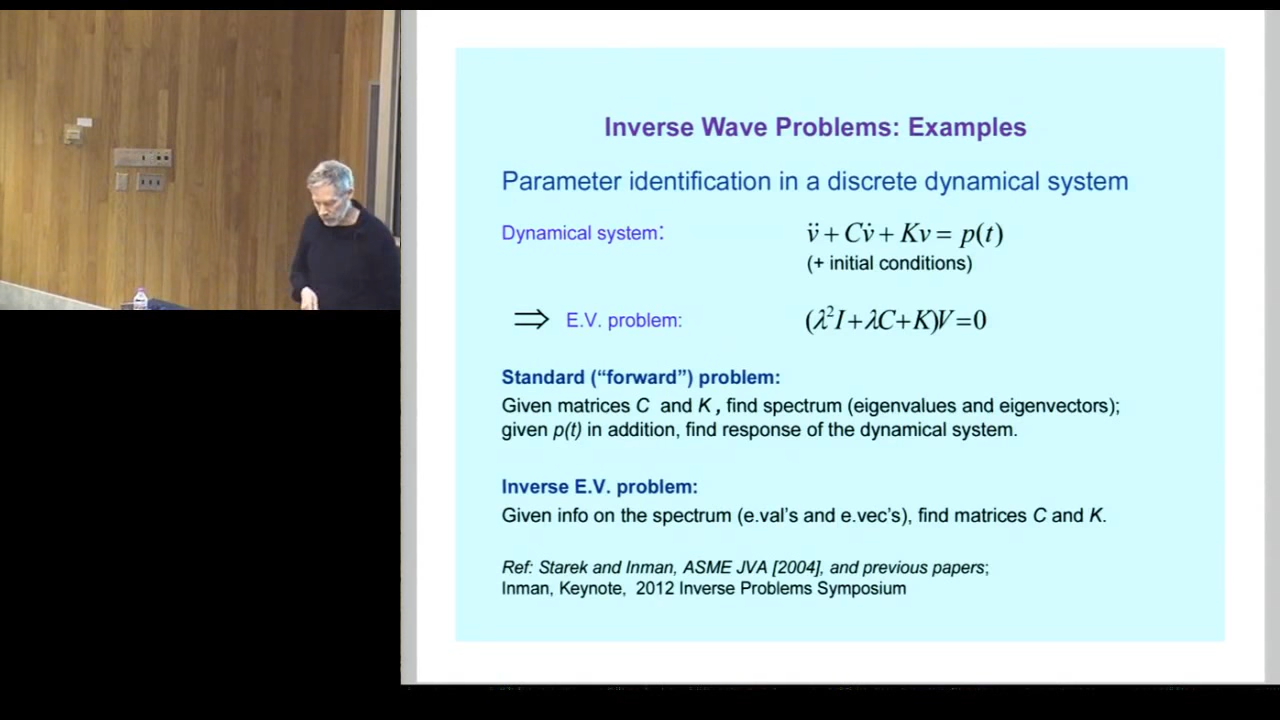 Inverse Wave Problems: Examples
Parameter identification in a discrete dynamical system
Dynamical system: v̈ + Cv̇ + Kv = p(t)
(+ initial conditions)
⟹ E.V. problem: (λ²I+λC+K)V=0
Standard (“forward”) problem:
Given matrices C and K , find spectrum (eigenvalues and eigenvectors);
given p(t) in addition, find response of the dynamical system.
Inverse E.V. problem:
Given info on the spectrum (e.val’s and e.vec’s), find matrices C and K.
Ref: Starek and Inman, ASME JVA [2004], and previous papers;
Inman, Keynote, 2012 Inverse Problems Symposium